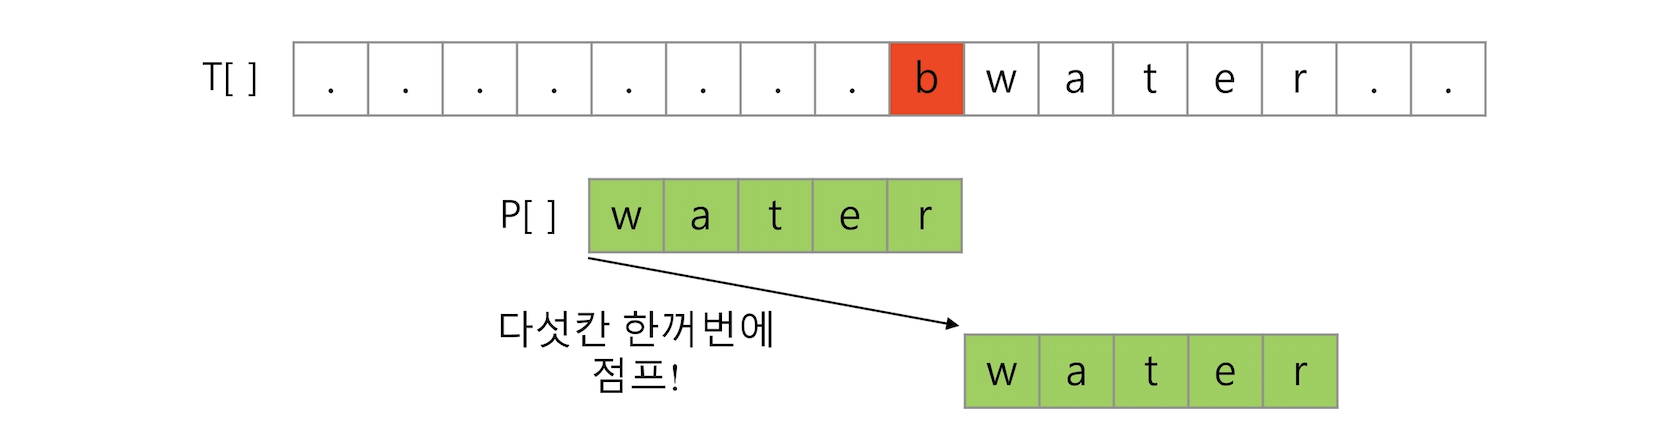 T[ ] . . . . . . . . b w a t e r . .
P[ ] w a t e r
다섯칸 한꺼번에
점프!
w a t e r